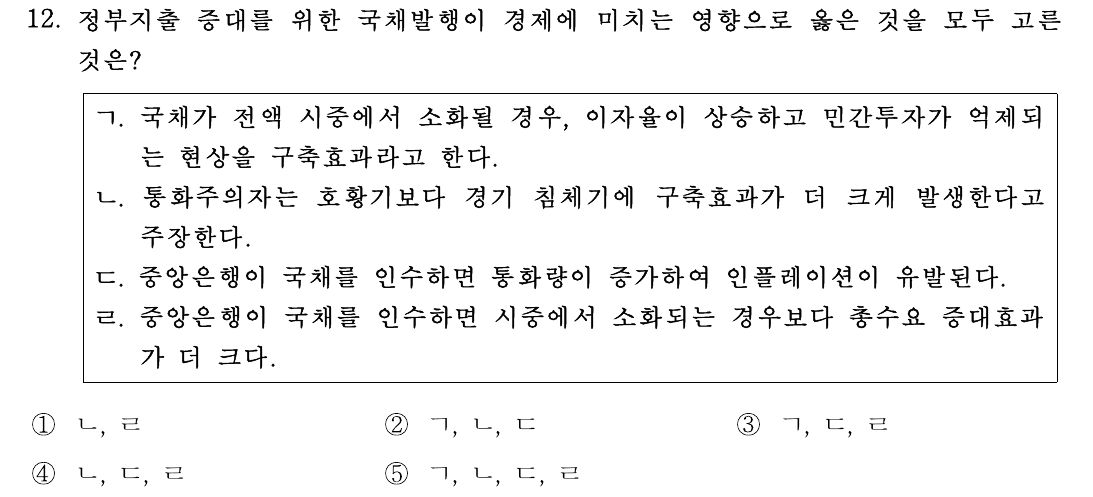 12. 정부지출 증대를 위한 국채발행이 경제에 미치는 영향으로 옳은 것을 모두 고른
것은?
ㄱ. 국채가 전액 시중에서 소화될 경우, 이자율이 상승하고 민간투자가 억제되
는 현상을 구축효과라고 한다.
ㄴ. 통화주의자는 호황기보다 경기 침체기에 구축효과가 더 크게 발생한다고
주장한다.
ㄷ. 중앙은행이 국채를 인수하면 통화량이 증가하여 인플레이션이 유발된다.
ㄹ. 중앙은행이 국채를 인수하면 시중에서 소화되는 경우보다 총수요 증대효과
가 더 크다.
① ㄴ, ㄹ ② ㄱ, ㄴ, ㄷ ③ ㄱ, ㄷ, ㄹ
④ ㄴ, ㄷ, ㄹ ⑤ ㄱ, ㄴ, ㄷ, ㄹ